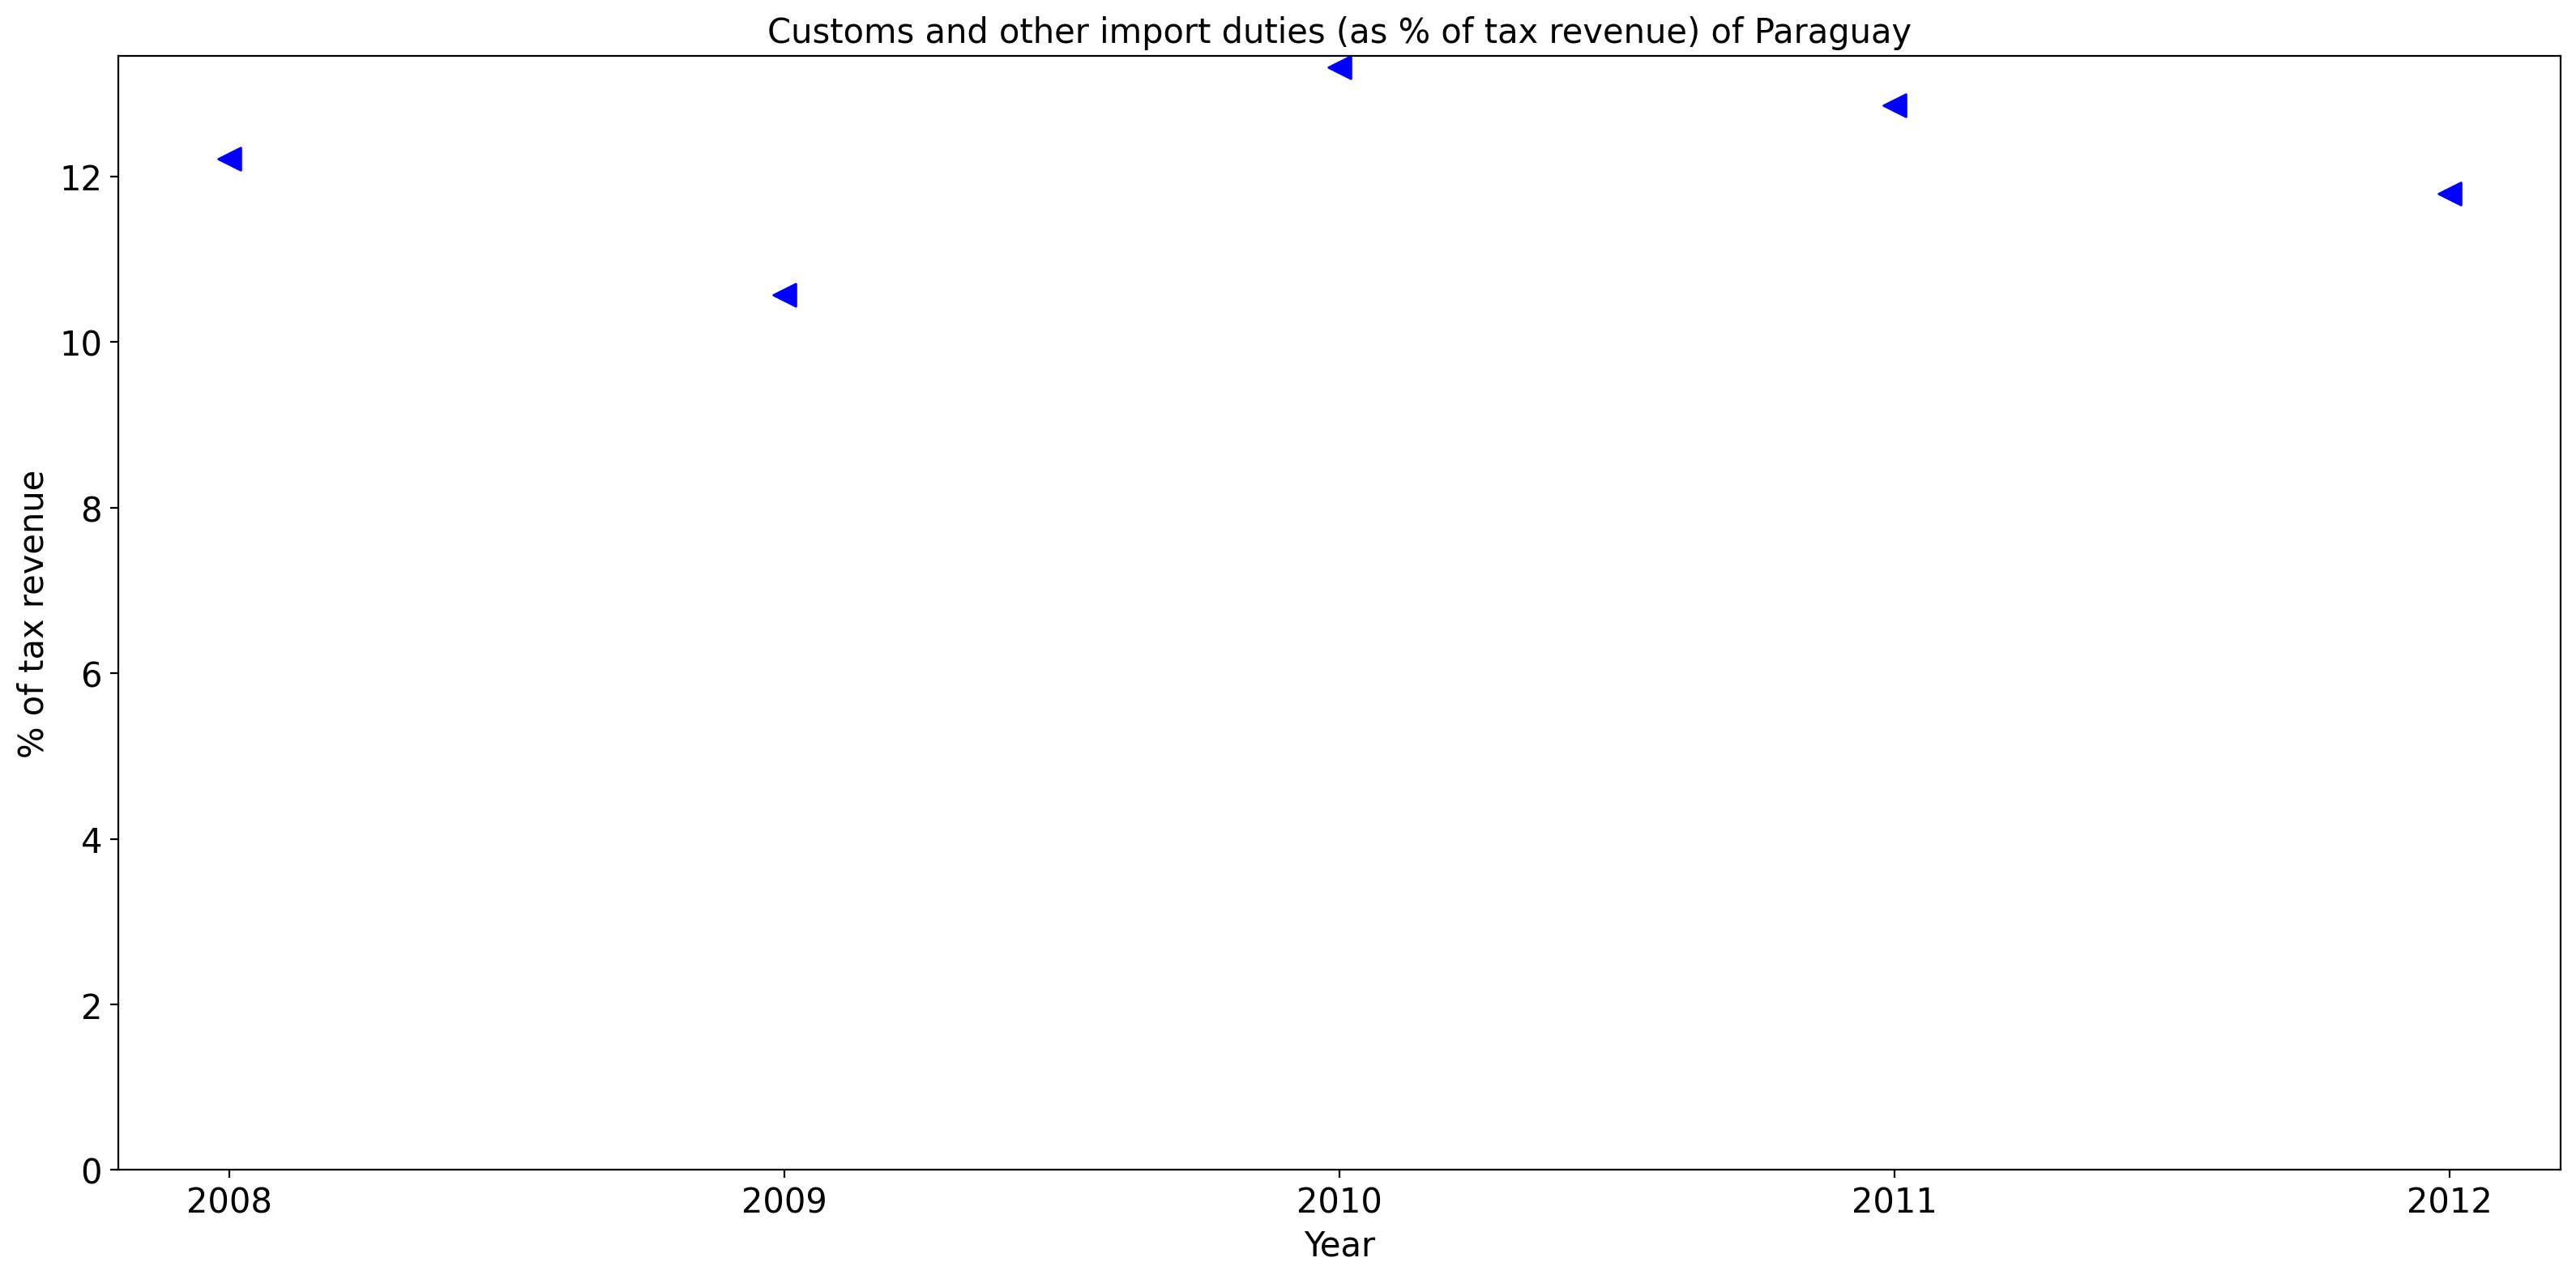 Customs and other import duties (as % of tax revenue) of Paraguay
% of tax revenue
12
10
8
6
4
2
0
2008 2009 2010 2011 2012
Year